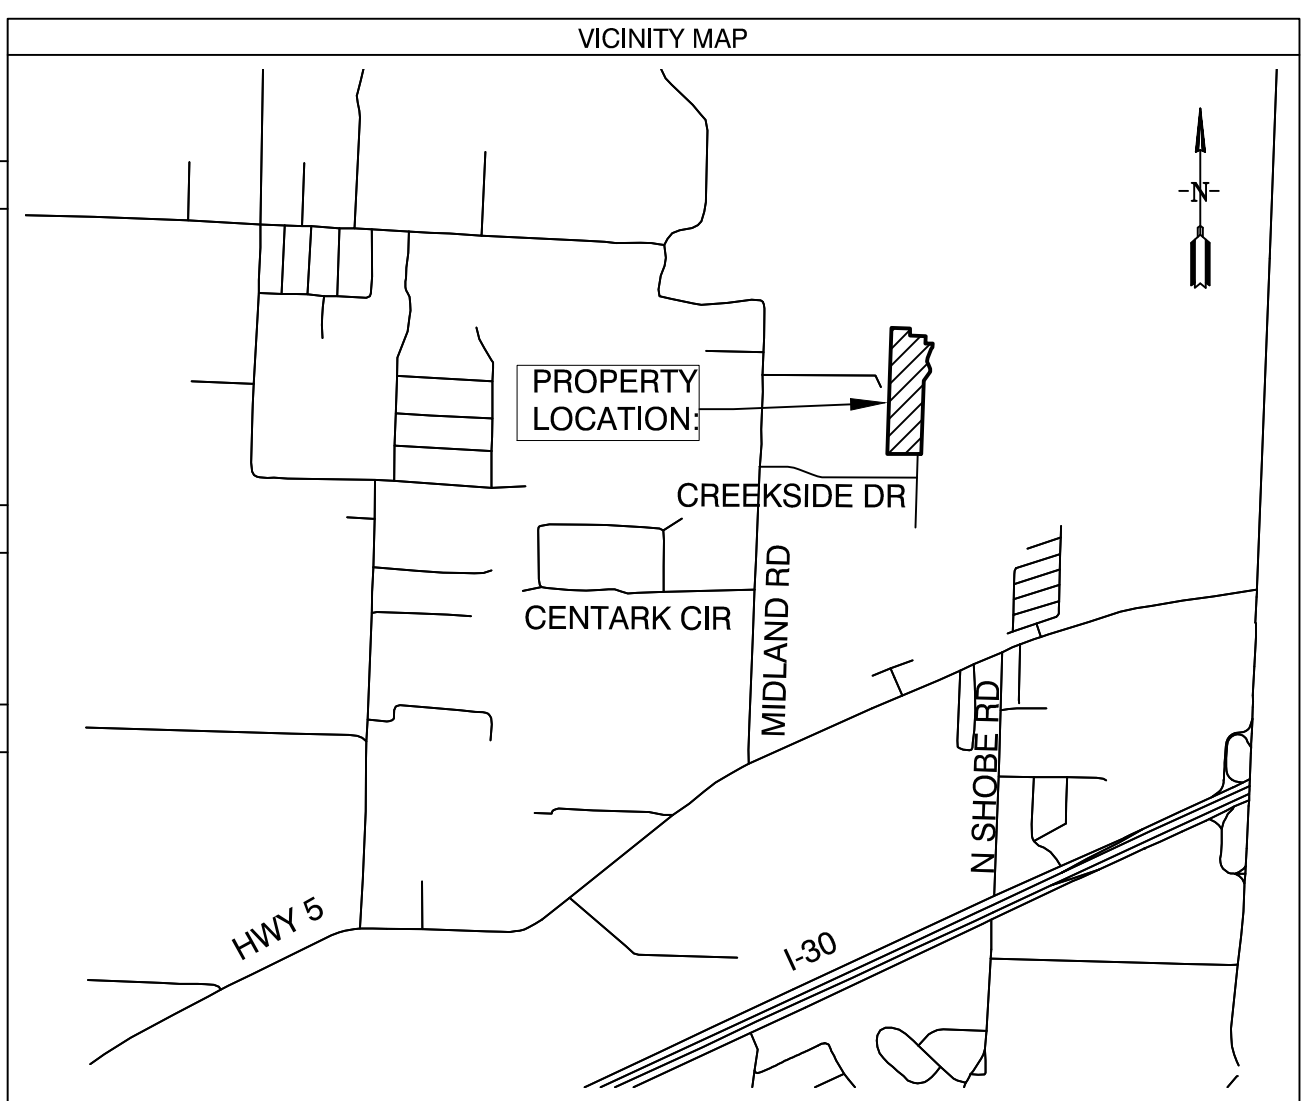 VICINITY MAP
-N-
PROPERTY
LOCATION:
CREEKSIDE DR
MIDLAND RD
CENTARK CIR
N SHOBE RD
HWY 5
I-30